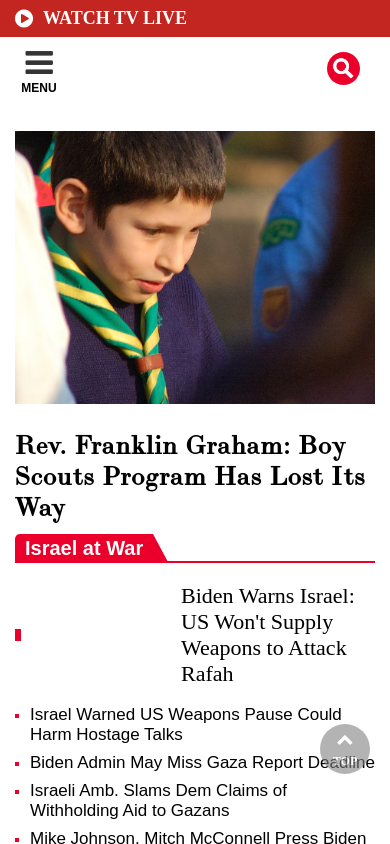 WATCH TV LIVE
MENU
Rev. Franklin Graham: Boy
Scouts Program Has Lost Its
Way
Israel at War
Biden Warns Israel:
US Won't Supply
Weapons to Attack
Rafah
Israel Warned US Weapons Pause Could
Harm Hostage Talks
Biden Admin May Miss Gaza Report Deadline
Israeli Amb. Slams Dem Claims of
Withholding Aid to Gazans
Mike Johnson, Mitch McConnell Press Biden